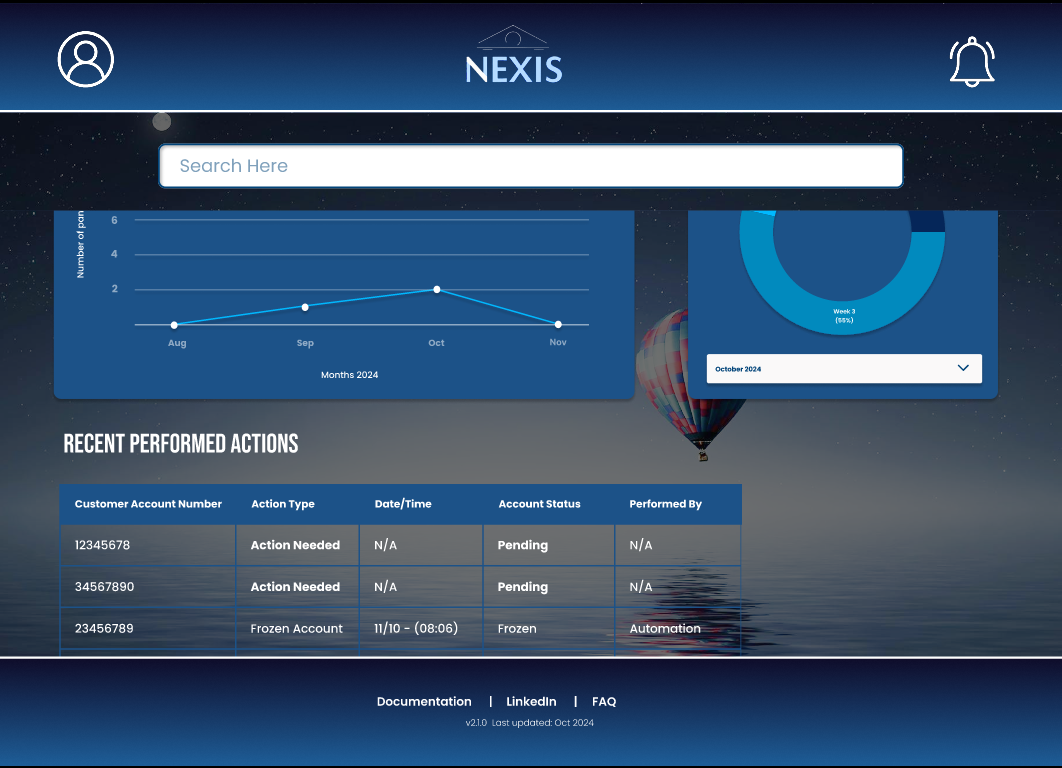 NEXIS
Search Here
Number of pan
6
4
2
Aug Sep Oct Nov
Months 2024
Week 3
(55%)
October 2024
RECENT PERFORMED ACTIONS
Customer Account Number Action Type Date/Time Account Status Performed By
12345678 Action Needed N/A Pending N/A
34567890 Action Needed N/A Pending N/A
23456789 Frozen Account 11/10 - (08:06) Frozen Automation
Documentation | LinkedIn | FAQ
v2.1.0 Last updated: Oct 2024